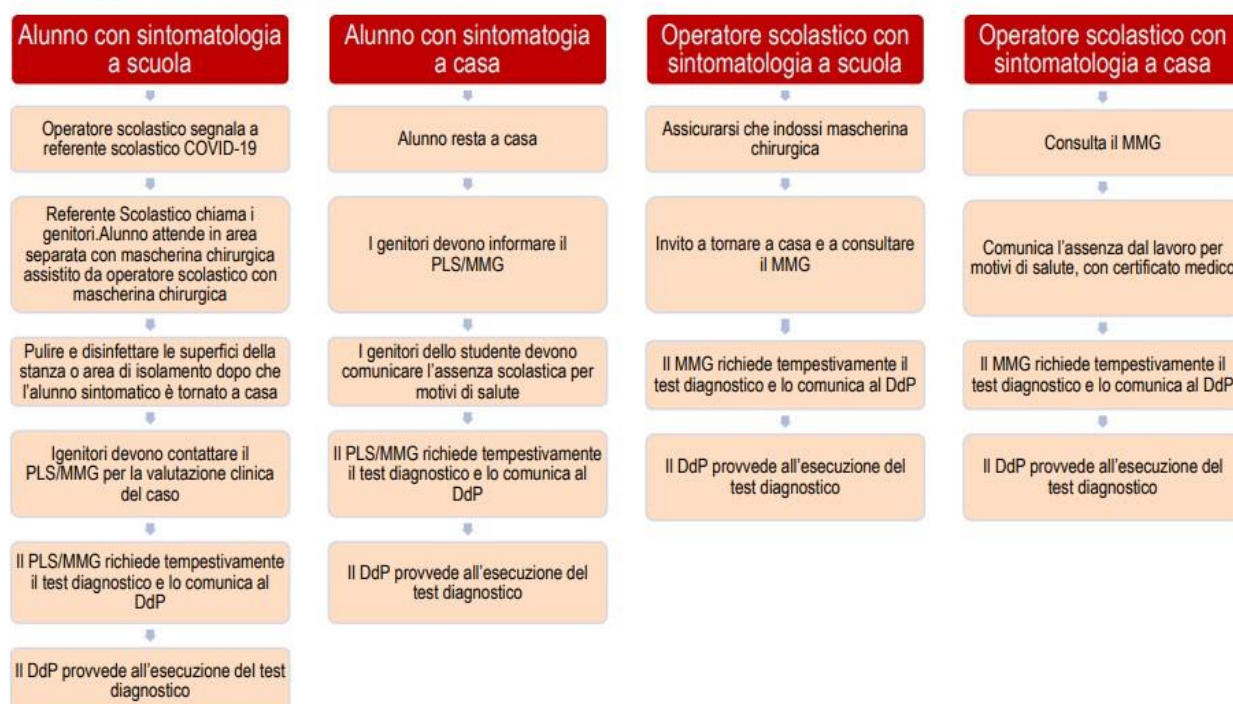 Alunno con sintomatologia
a scuola
Operatore scolastico segnala a
referente scolastico COVID-19
Referente Scolastico chiama i
genitori.Alunno attende in area
separata con mascherina chirurgica
assistito da operatore scolastico con
mascherina chirurgica
Pulire e disinfettare le superfici della
stanza o area di isolamento dopo che
l'alunno sintomatico è tornato a casa
Igenitori devono contattare il
PLS/MMG per la valutazione clinica
del caso
Il PLS/MMG richiede tempestivamente
il test diagnostico e lo comunica al
DdP
Il DdP provvede all'esecuzione del test
diagnostico
Alunno con sintomatogia
a casa
Alunno resta a casa
I genitori devono informare il
PLS/MMG
I genitori dello studente devono
comunicare l'assenza scolastica per
motivi di salute
Il PLS/MMG richiede tempestivamente
il test diagnostico e lo comunica al
DdP
Il DdP provvede all'esecuzione del
test diagnostico
Operatore scolastico con
sintomatologia a scuola
Assicurarsi che indossi mascherina
chirurgica
Invito a tornare a casa e a consultare
il MMG
Il MMG richiede tempestivamente il
test diagnostico e lo comunica al DdP
Il DdP provvede all'esecuzione del
test diagnostico
Operatore scolastico con
sintomatologia a casa
Consulta il MMG
Comunica l'assenza dal lavoro per
motivi di salute, con certificato medico
Il MMG richiede tempestivamente il
test diagnostico e lo comunica al DdP
Il DdP provvede all'esecuzione del
test diagnostico